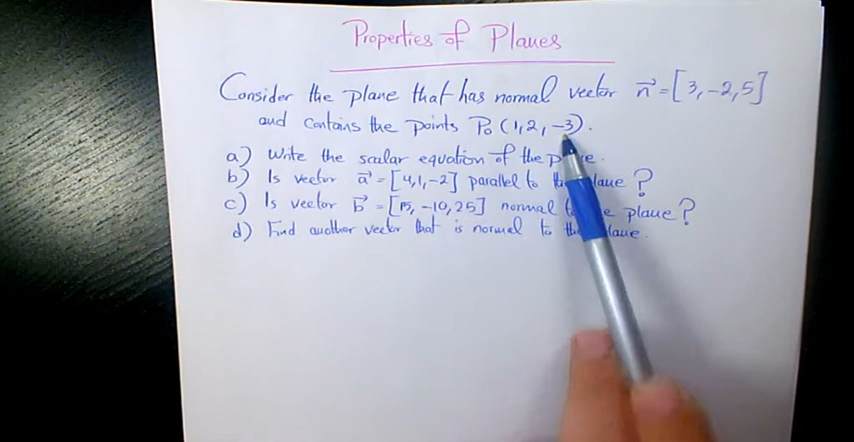 Properties of Planes
Consider the plane that has normal vector n⃗ = [3, -2, 5]
and contains the points P₀ (1, 2, -3).
a) Write the scalar equation of the
b) Is vector a⃗ = [4, 1, -2] parallel to ?
c) Is vector b⃗ = [15, -10, 25] normal plane?
d) Find another vector that is normal to